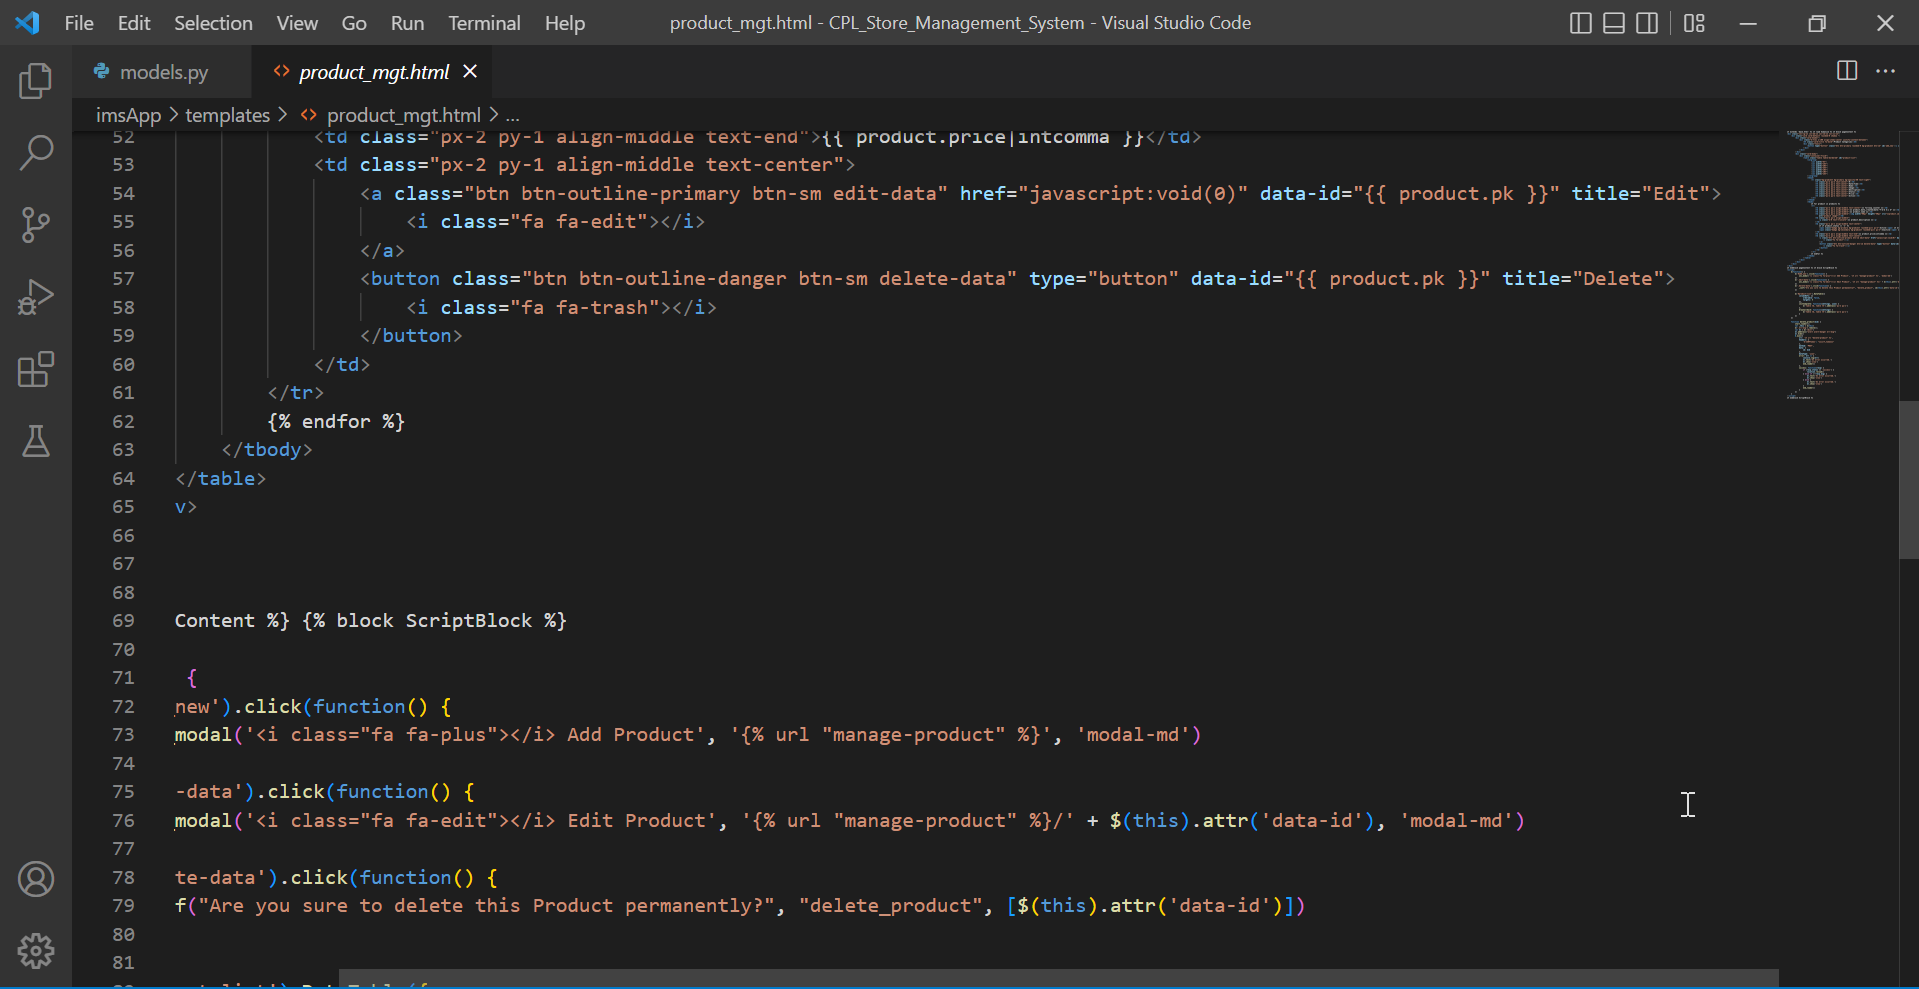 File Edit Selection View Go Run Terminal Help product_mgt.html - CPL_Store_Management_System - Visual Studio Code
models.py <> product_mgt.html
imsApp > templates > <> product_mgt.html > ...
52 <td class="px-2 py-1 align-middle text-end">{{ product.price|intcomma }}</td>
53 <td class="px-2 py-1 align-middle text-center">
54 <a class="btn btn-outline-primary btn-sm edit-data" href="javascript:void(0)" data-id="{{ product.pk }}" title="Edit">
55 <i class="fa fa-edit"></i>
56 </a>
57 <button class="btn btn-outline-danger btn-sm delete-data" type="button" data-id="{{ product.pk }}" title="Delete">
58 <i class="fa fa-trash"></i>
59 </button>
60 </td>
61 </tr>
62 {% endfor %}
63 </tbody>
64 </table>
65 v>
66
67
68
69 Content %} {% block ScriptBlock %}
70
71 {
72 new').click(function() {
73 modal('<i class="fa fa-plus"></i> Add Product', '{% url "manage-product" %}', 'modal-md')
74
75 -data').click(function() {
76 modal('<i class="fa fa-edit"></i> Edit Product', '{% url "manage-product" %}/' + $(this).attr('data-id'), 'modal-md')
77
78 te-data').click(function() {
79 f("Are you sure to delete this Product permanently?", "delete_product", [$(this).attr('data-id')])
80
81